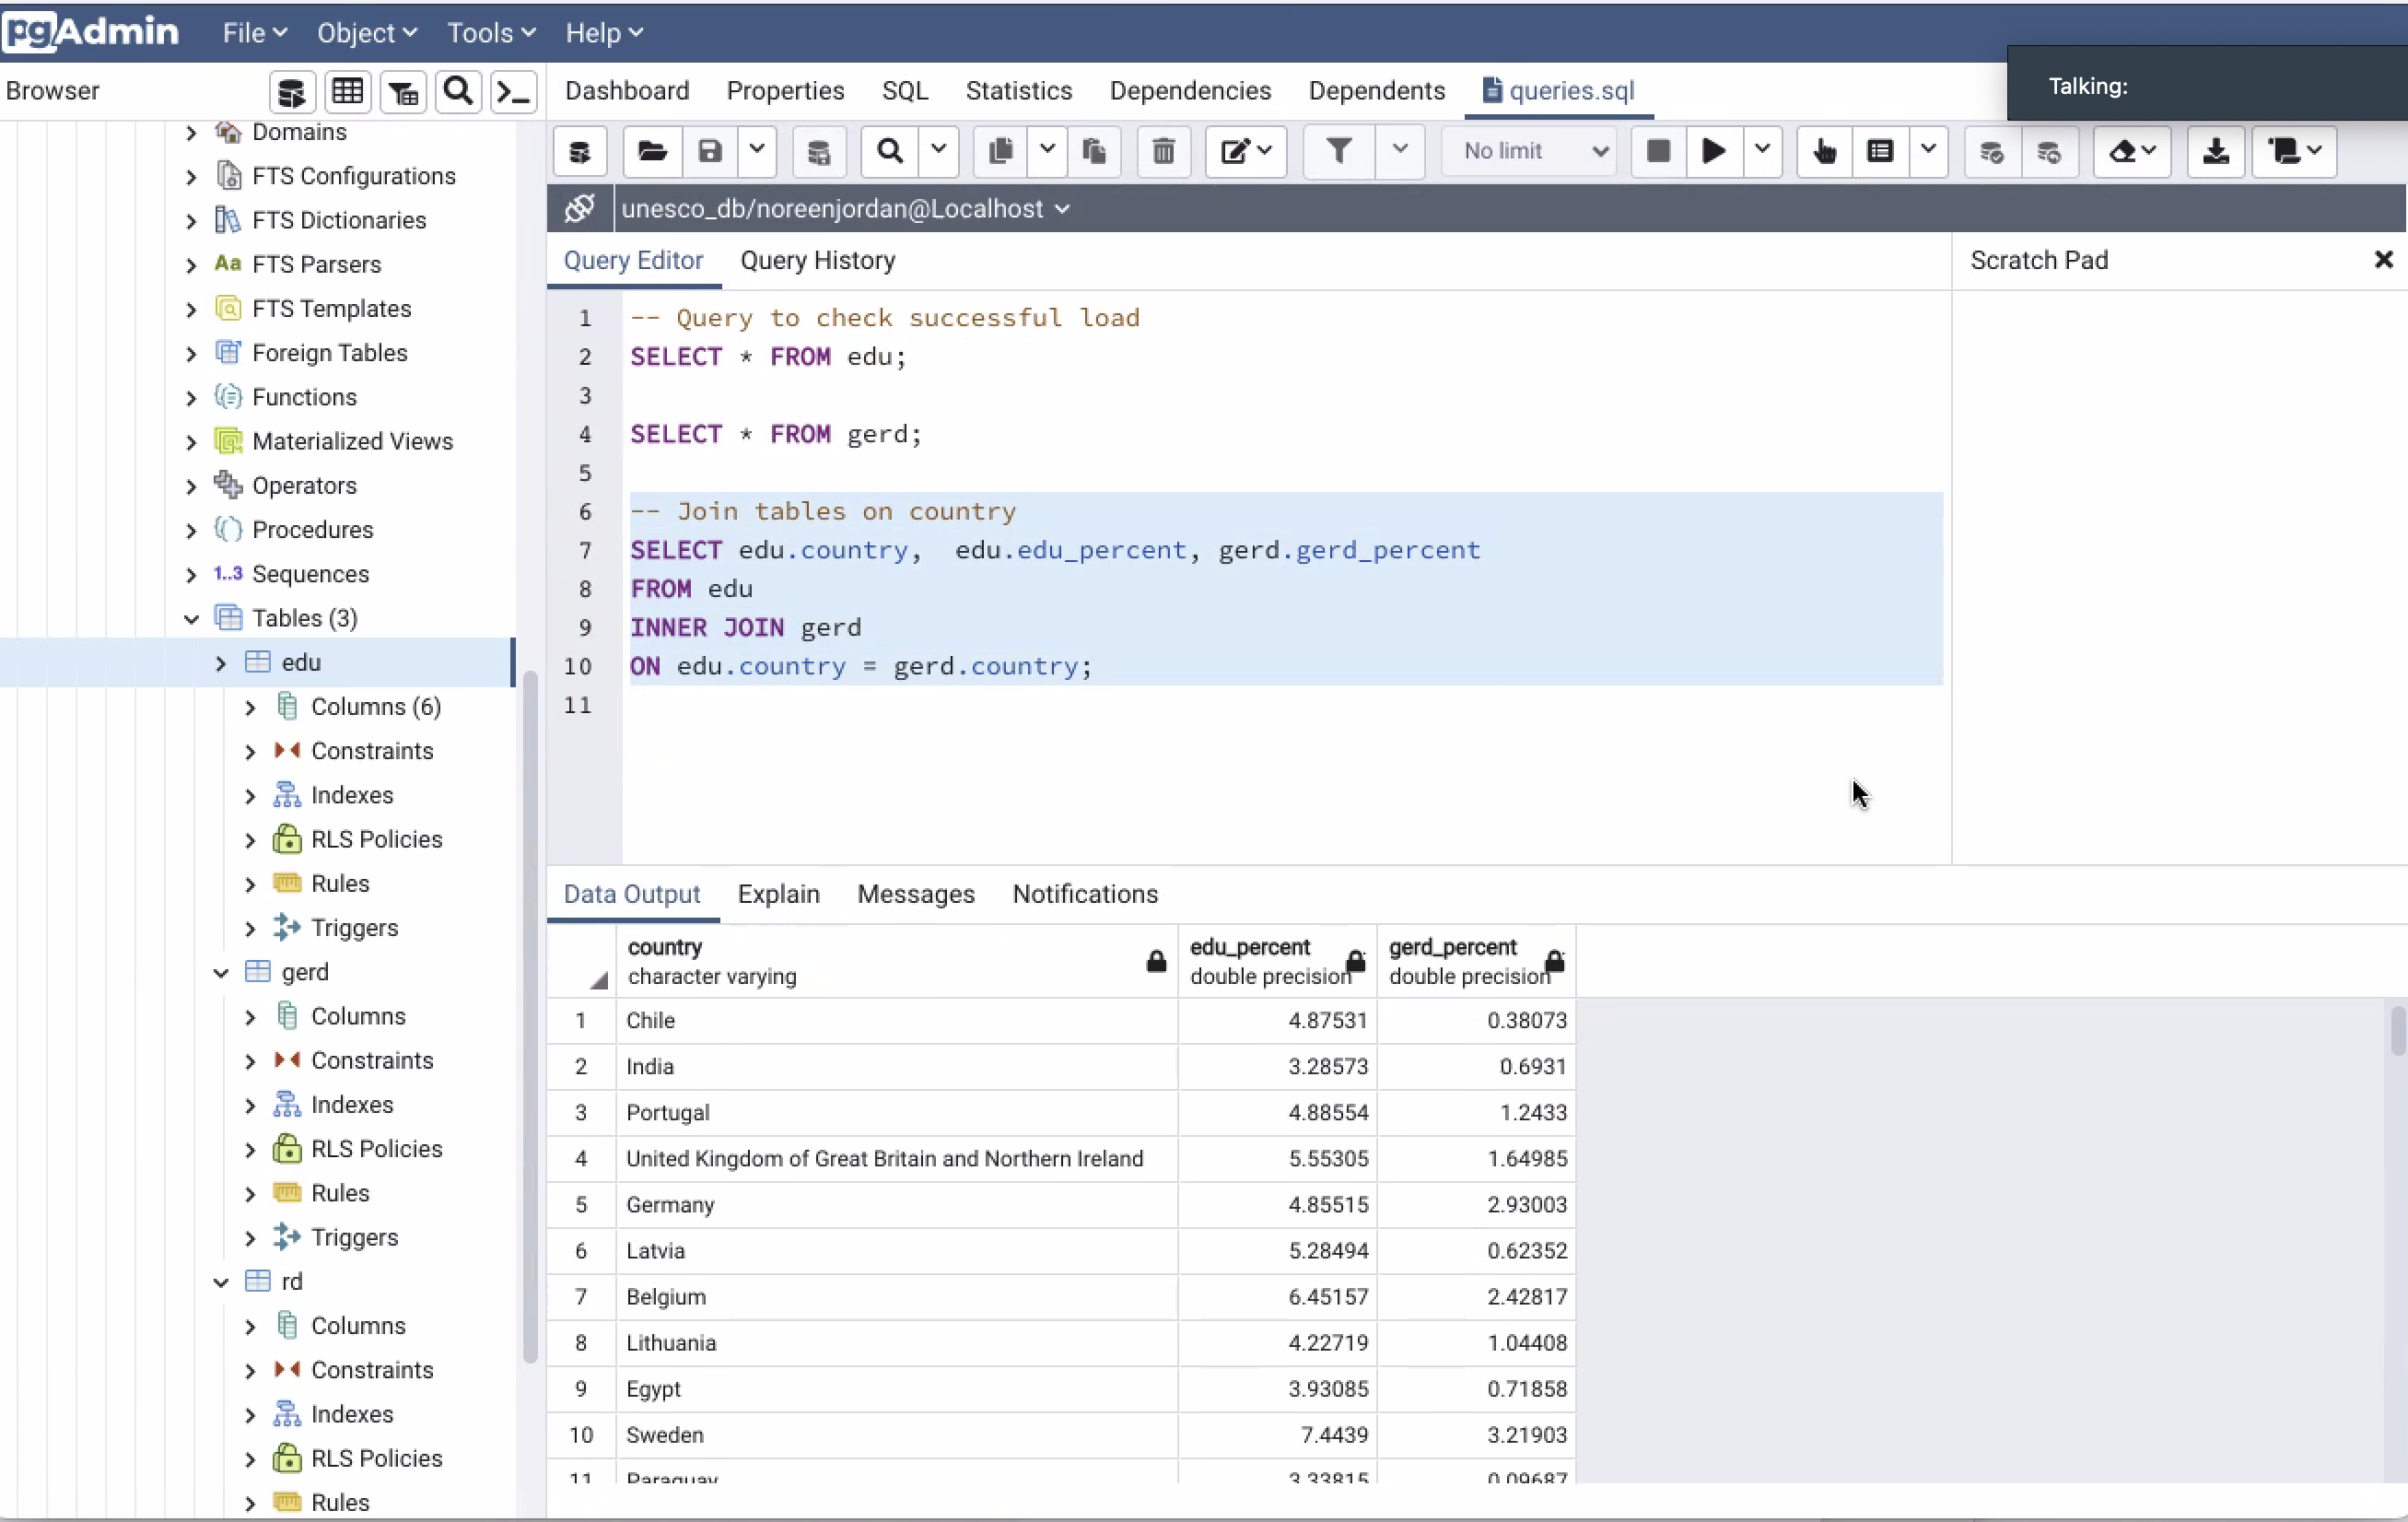 pgAdmin File Object Tools Help
Browser
Dashboard Properties SQL Statistics Dependencies Dependents queries.sql
Talking:
Domains
FTS Configurations
FTS Dictionaries
Aa FTS Parsers
FTS Templates
Foreign Tables
Functions
Materialized Views
Operators
Procedures
1..3 Sequences
Tables (3)
edu
Columns (6)
Constraints
Indexes
RLS Policies
Rules
Triggers
gerd
Columns
Constraints
Indexes
RLS Policies
Rules
Triggers
rd
Columns
Constraints
Indexes
RLS Policies
Rules
No limit
unesco_db/noreenjordan@Localhost
Query Editor Query History
Scratch Pad
1 -- Query to check successful load
2 SELECT * FROM edu;
3
4 SELECT * FROM gerd;
5
6 -- Join tables on country
7 SELECT edu.country,  edu.edu_percent, gerd.gerd_percent
8 FROM edu
9 INNER JOIN gerd
10 ON edu.country = gerd.country;
11
Data Output Explain Messages Notifications
country edu_percent gerd_percent
character varying double precision double precision
1 Chile 4.87531 0.38073
2 India 3.28573 0.6931
3 Portugal 4.88554 1.2433
4 United Kingdom of Great Britain and Northern Ireland 5.55305 1.64985
5 Germany 4.85515 2.93003
6 Latvia 5.28494 0.62352
7 Belgium 6.45157 2.42817
8 Lithuania 4.22719 1.04408
9 Egypt 3.93085 0.71858
10 Sweden 7.4439 3.21903
11 Paraguay 3.33815 0.09687